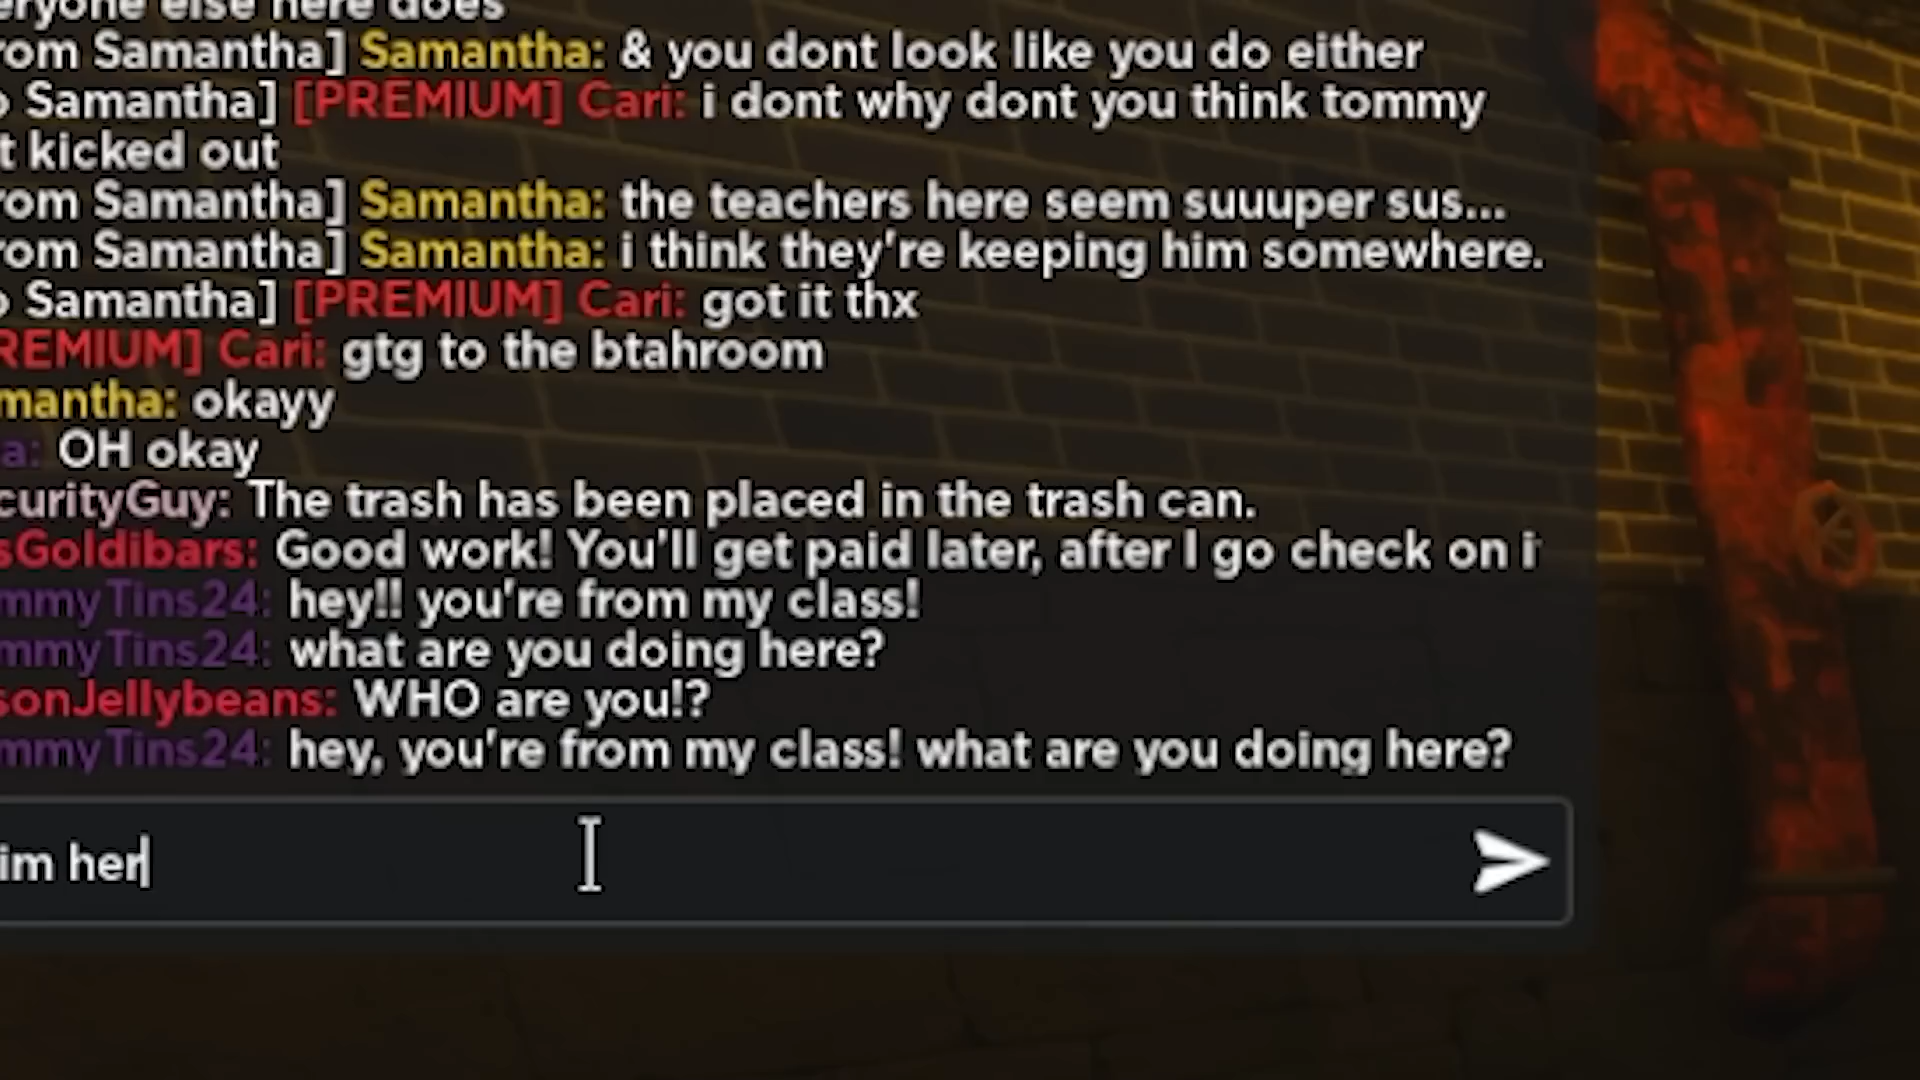 eryone else here does
rom Samantha] Samantha: & you dont look like you do either
o Samantha] [PREMIUM] Cari: i dont why dont you think tommy
t kicked out
rom Samantha] Samantha: the teachers here seem suuuper sus...
rom Samantha] Samantha: i think they're keeping him somewhere.
o Samantha] [PREMIUM] Cari: got it thx
REMIUM] Cari: gtg to the btahroom
mantha: okayy
a: OH okay
curityGuy: The trash has been placed in the trash can.
sGoldibars: Good work! You'll get paid later, after I go check on i
mmyTins24: hey!! you're from my class!
mmyTins24: what are you doing here?
sonJellybeans: WHO are you!?
mmyTins24: hey, you're from my class! what are you doing here?
im her